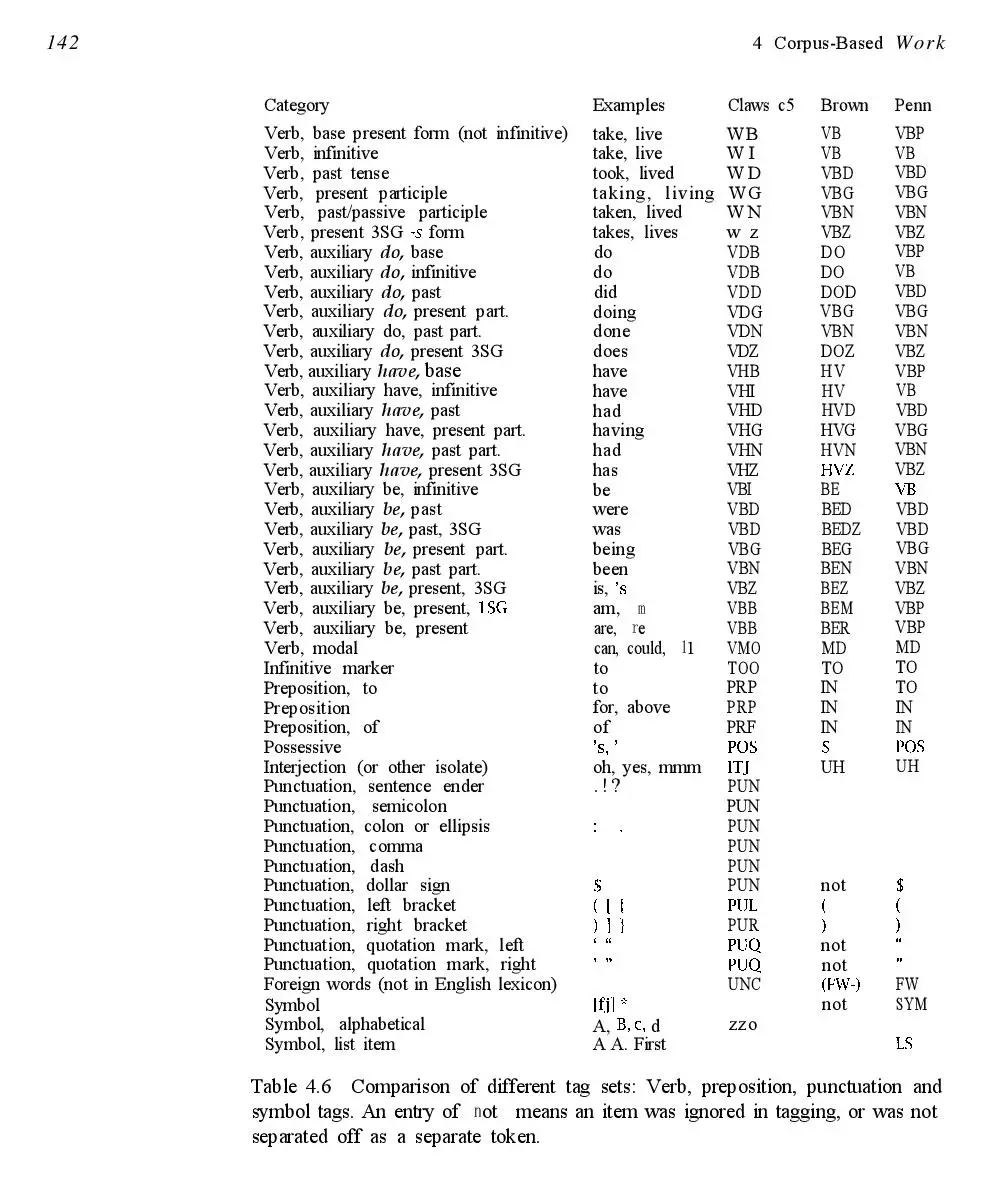 142
4 Corpus-Based Work
Category Examples Claws c5 Brown Penn
Verb, base present form (not infinitive) take, live WB VB VBP
Verb, infinitive take, live WI VB VB
Verb, past tense took, lived WD VBD VBD
Verb, present participle taking, living WG VBG VBG
Verb, past/passive participle taken, lived WN VBN VBN
Verb, present 3SG -s form takes, lives w z VBZ VBZ
Verb, auxiliary do, base do VDB DO VBP
Verb, auxiliary do, infinitive do VDB DO VB
Verb, auxiliary do, past did VDD DOD VBD
Verb, auxiliary do, present part. doing VDG VBG VBG
Verb, auxiliary do, past part. done VDN VBN VBN
Verb, auxiliary do, present 3SG does VDZ DOZ VBZ
Verb, auxiliary have, base have VHB HV VBP
Verb, auxiliary have, infinitive have VHI HV VB
Verb, auxiliary have, past had VHD HVD VBD
Verb, auxiliary have, present part. having VHG HVG VBG
Verb, auxiliary have, past part. had VHN HVN VBN
Verb, auxiliary have, present 3SG has VHZ HVZ VBZ
Verb, auxiliary be, infinitive be VBI BE VB
Verb, auxiliary be, past were VBD BED VBD
Verb, auxiliary be, past, 3SG was VBD BEDZ VBD
Verb, auxiliary be, present part. being VBG BEG VBG
Verb, auxiliary be, past part. been VBN BEN VBN
Verb, auxiliary be, present, 3SG is, 's VBZ BEZ VBZ
Verb, auxiliary be, present, 1SG am, m VBB BEM VBP
Verb, auxiliary be, present are, re VBB BER VBP
Verb, modal can, could, l1 VMO MD MD
Infinitive marker to TOO TO TO
Preposition, to to PRP IN TO
Preposition for, above PRP IN IN
Preposition, of of PRF IN IN
Possessive 's, ' POS S POS
Interjection (or other isolate) oh, yes, mmm ITJ UH UH
Punctuation, sentence ender . ! ? PUN
Punctuation, semicolon PUN
Punctuation, colon or ellipsis : . PUN
Punctuation, comma PUN
Punctuation, dash PUN
Punctuation, dollar sign $ PUN not $
Punctuation, left bracket ( [ { PUL ( (
Punctuation, right bracket ) ] } PUR ) )
Punctuation, quotation mark, left ‘ “ PUQ not “
Punctuation, quotation mark, right ’ ” PUQ not ”
Foreign words (not in English lexicon) UNC (FW-) FW
Symbol [fj] * not SYM
Symbol, alphabetical A, B, c, d zzo
Symbol, list item A A. First LS
Table 4.6 Comparison of different tag sets: Verb, preposition, punctuation and
symbol tags. An entry of not means an item was ignored in tagging, or was not
separated off as a separate token.